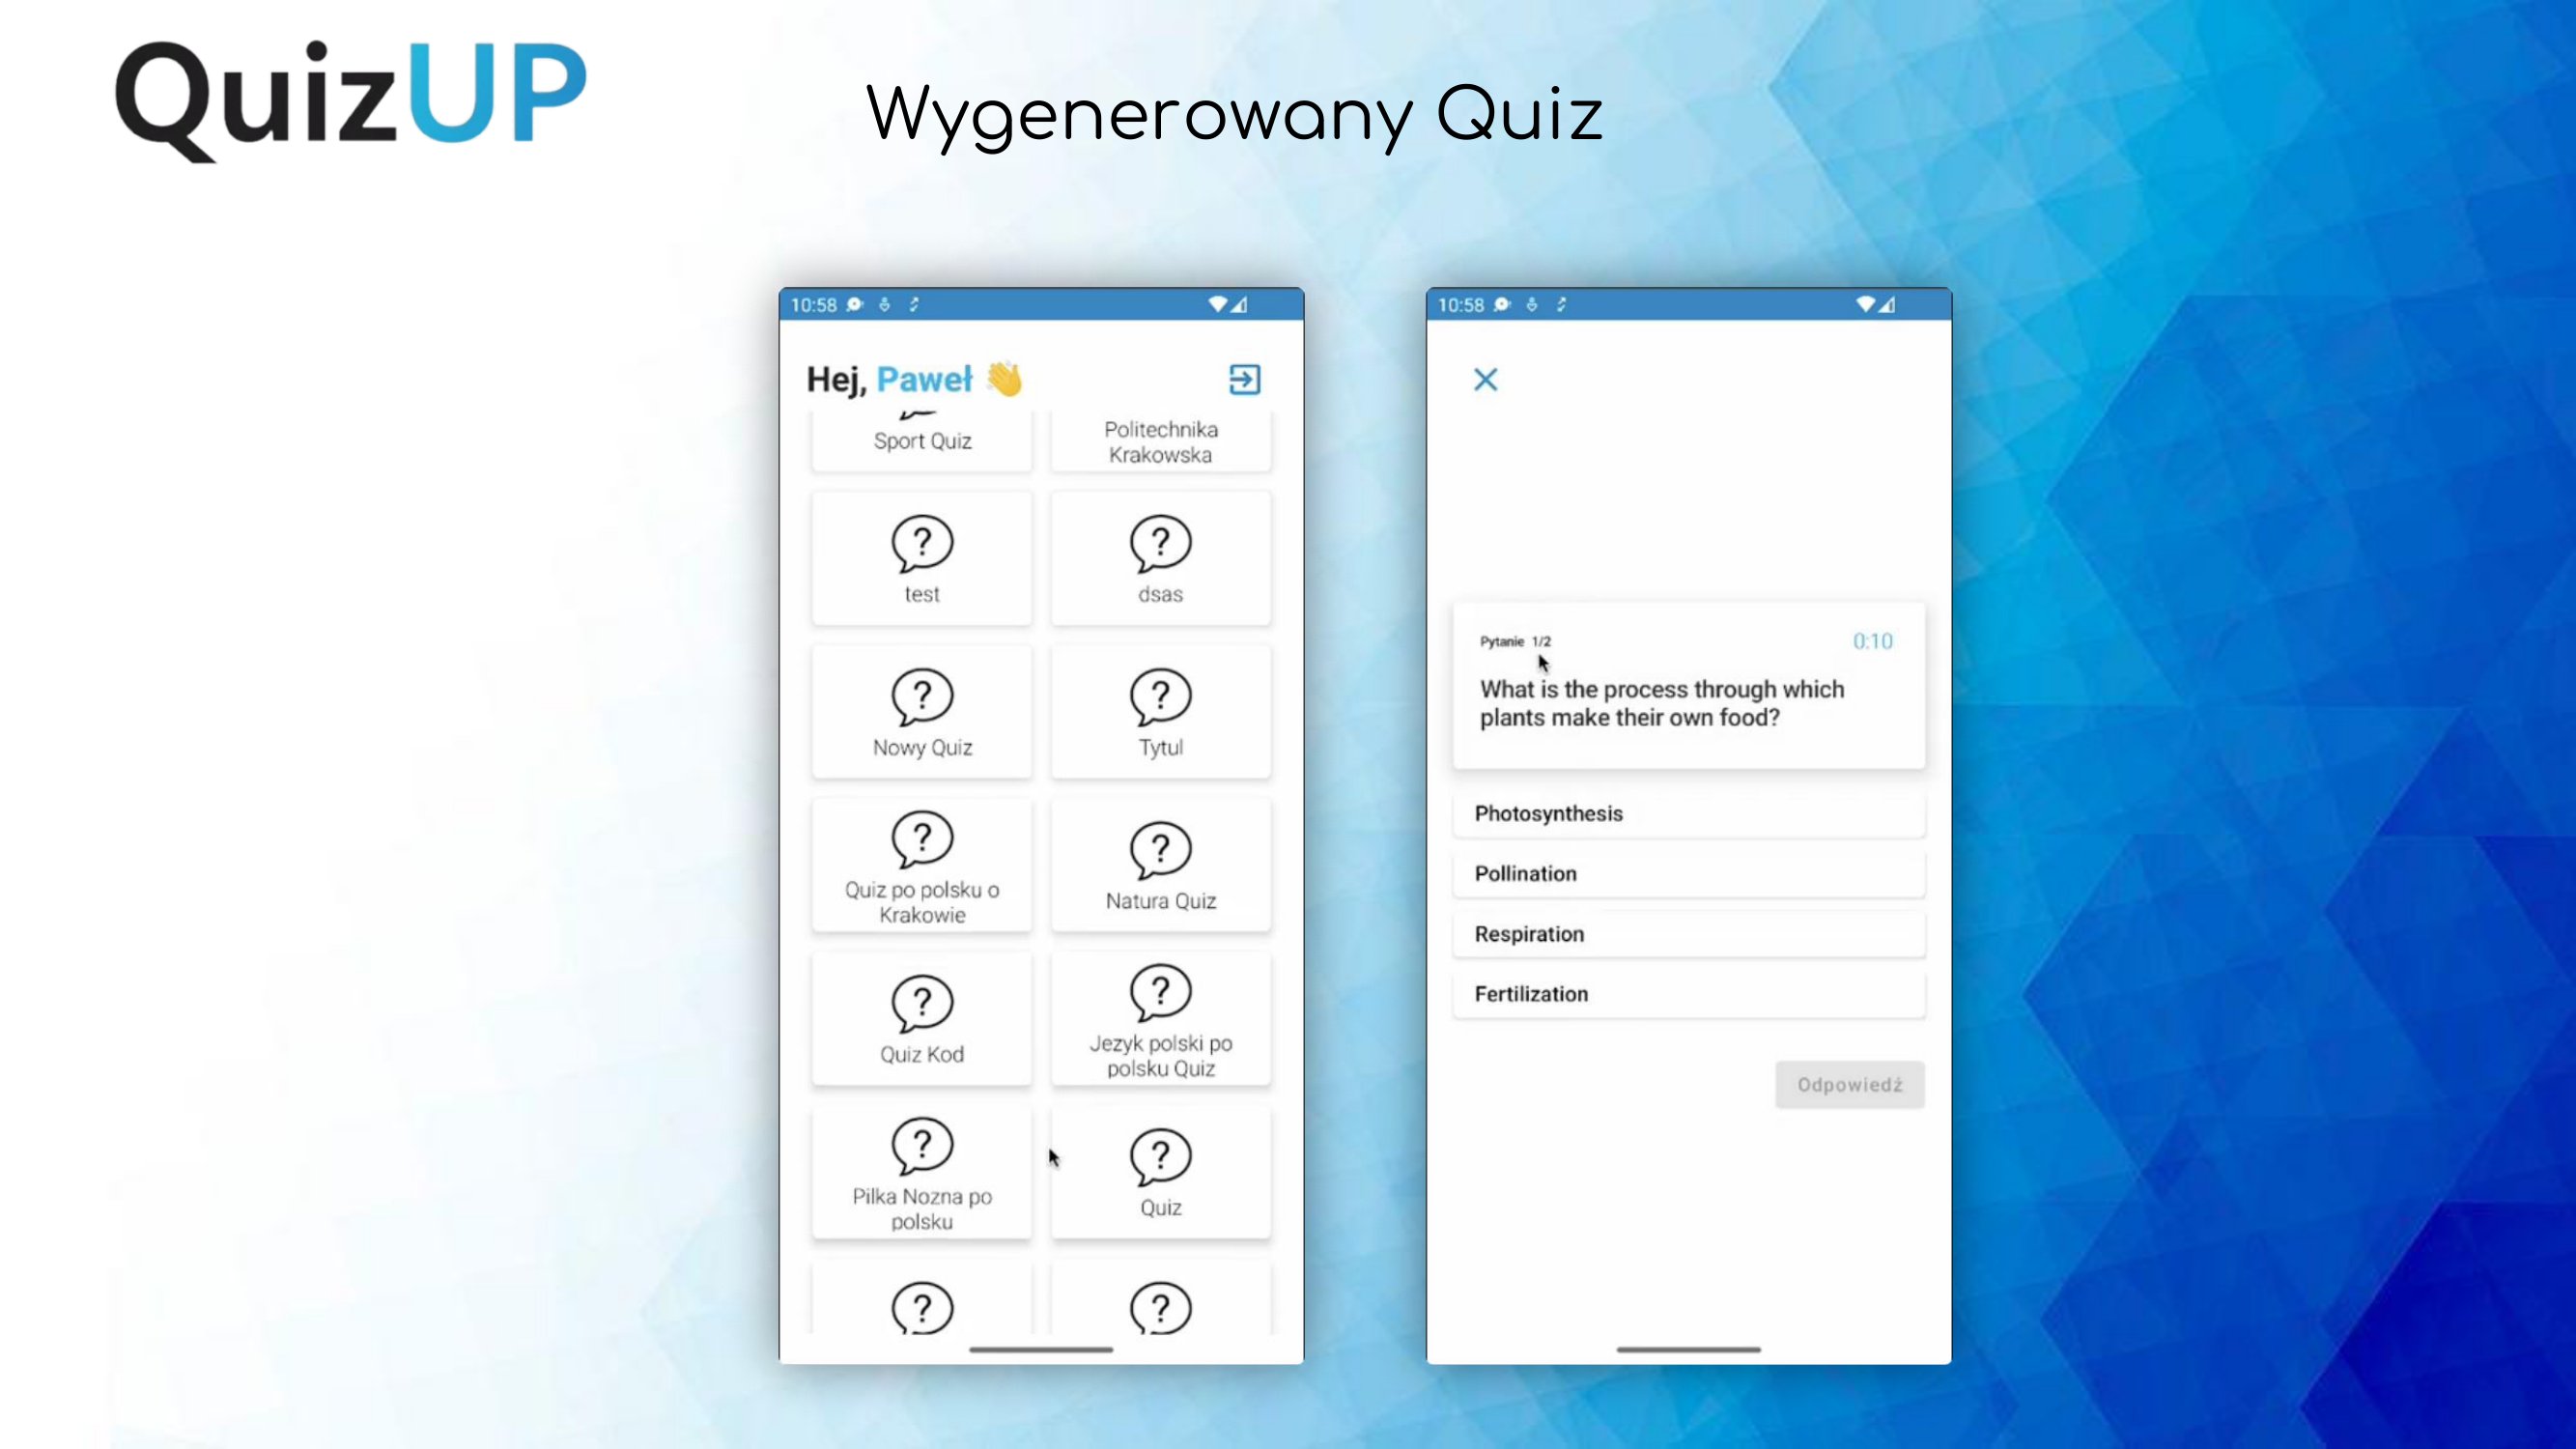 QuizUP
Wygenerowany Quiz
10:58
Hej, Paweł 👋
Sport Quiz
Politechnika
Krakowska
test
dsas
Nowy Quiz
Tytul
Quiz po polsku o
Krakowie
Natura Quiz
Quiz Kod
Jezyk polski po
polsku Quiz
Pilka Nozna po
polsku
Quiz
10:58
Pytanie 1/2
0:10
What is the process through which
plants make their own food?
Photosynthesis
Pollination
Respiration
Fertilization
Odpowiedź